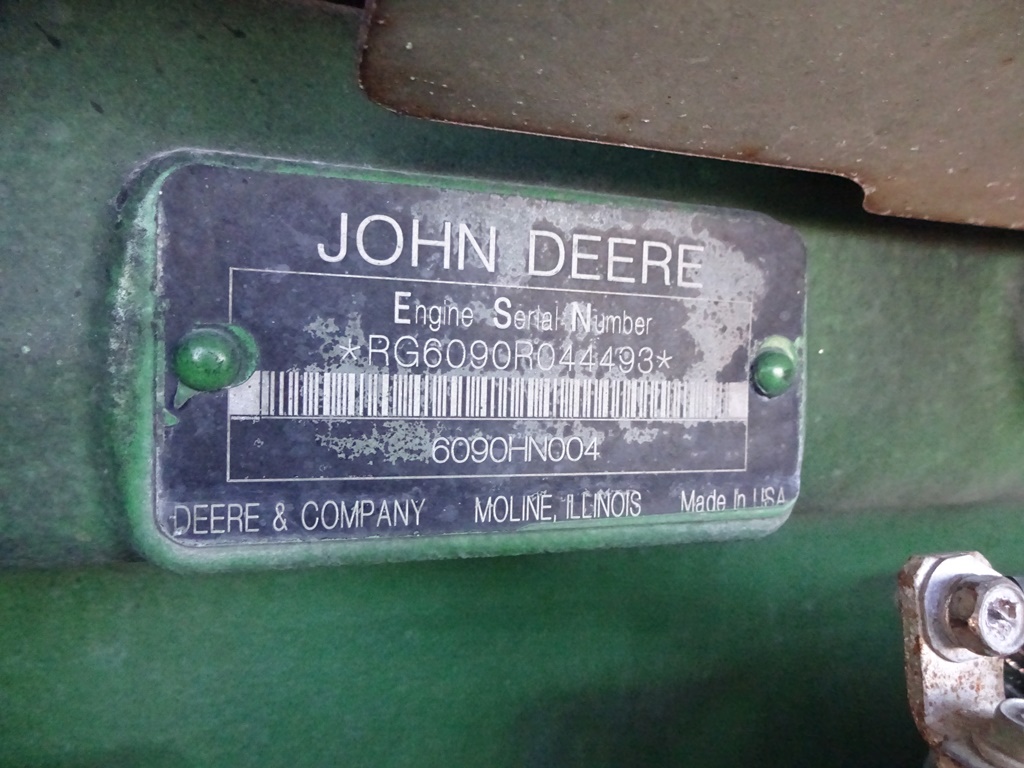 JOHN DEERE
Engine Serial Number
*RG6090R044493*
6090HN004
DEERE & COMPANY MOLINE, ILLINOIS Made In USA